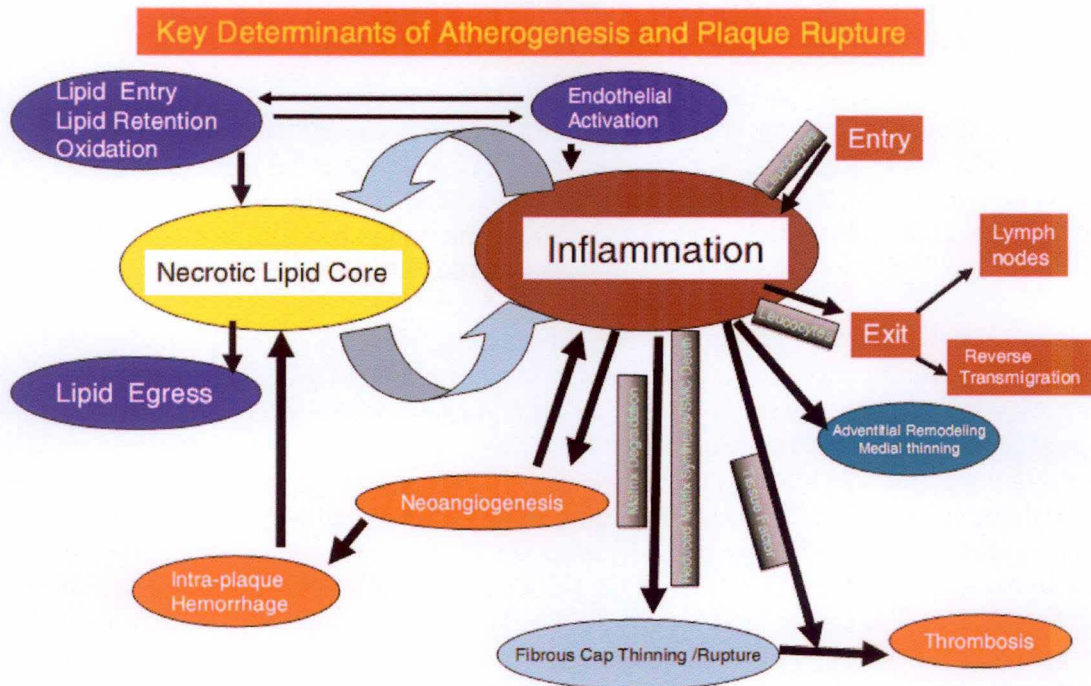 Key Determinants of Atherogenesis and Plaque Rupture
Lipid Entry
Lipid Retention
Oxidation
Endothelial
Activation
Leucocytes
Entry
Necrotic Lipid Core
Inflammation
Lymph
nodes
Leucocytes
Exit
Reverse
Transmigration
Lipid Egress
Adventitial Remodeling
Medial thinning
Matrix Degradation
Reduced Matrix Synthesis/SMC Death
Tissue Factor
Neoangiogenesis
Intra-plaque
Hemorrhage
Fibrous Cap Thinning /Rupture
Thrombosis